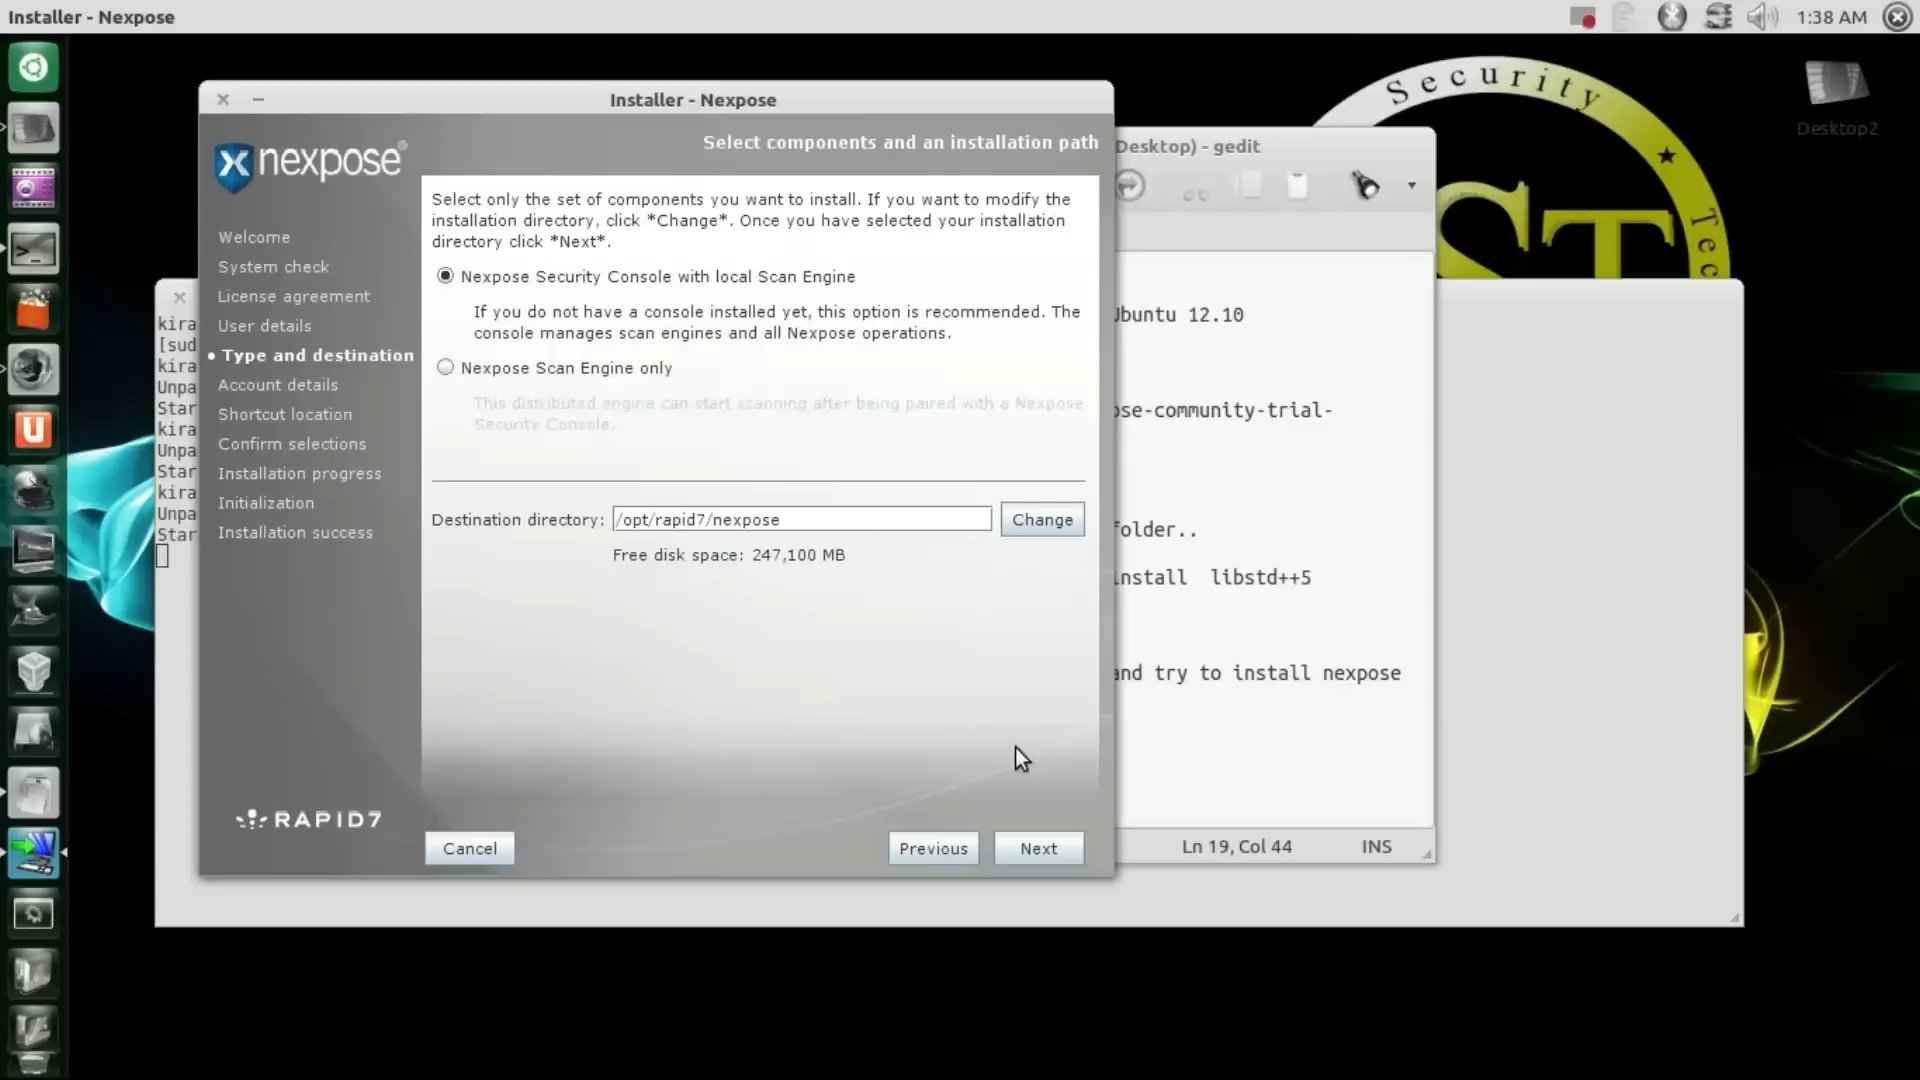 Installer - Nexpose
1:38 AM
Security
Tec
ST
Desktop2
Installer - Nexpose
nexpose®
Select components and an installation path
Select only the set of components you want to install. If you want to modify the
installation directory, click *Change*. Once you have selected your installation
directory click *Next*.
Nexpose Security Console with local Scan Engine
If you do not have a console installed yet, this option is recommended. The
console manages scan engines and all Nexpose operations.
Nexpose Scan Engine only
This distributed engine can start scanning after being paired with a Nexpose
Security Console.
Destination directory: /opt/rapid7/nexpose Change
Free disk space: 247,100 MB
Welcome
System check
License agreement
User details
• Type and destination
Account details
Shortcut location
Confirm selections
Installation progress
Initialization
Installation success
RAPID7
Cancel Previous Next
Desktop) - gedit
Ubuntu 12.10
ose-community-trial-
folder..
install libstd++5
and try to install nexpose
Ln 19, Col 44 INS
kira
[sud
kira
Unpa
Star
kira
Unpa
Star
kira
Unpa
Star